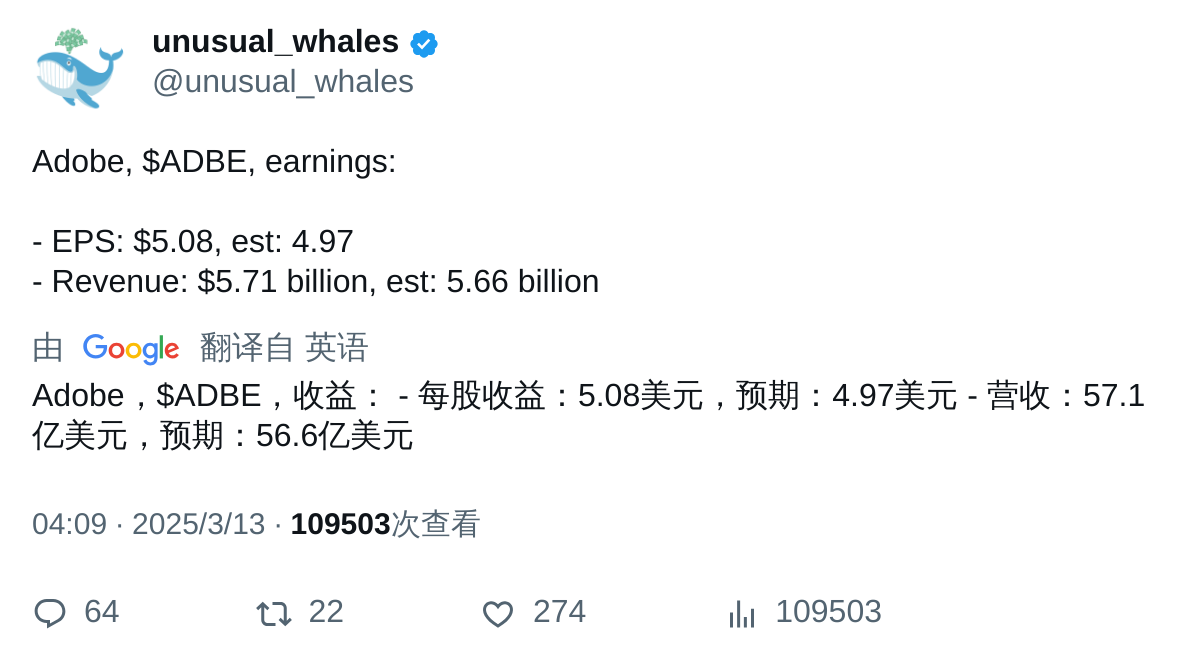 unusual_whales
@unusual_whales
Adobe, $ADBE, earnings:
- EPS: $5.08, est: 4.97
- Revenue: $5.71 billion, est: 5.66 billion
由 Google 翻译自 英语
Adobe，$ADBE，收益： - 每股收益：5.08美元，预期：4.97美元 - 营收：57.1
亿美元，预期：56.6亿美元
04:09 · 2025/3/13 · 109503次查看
64 22 274 109503